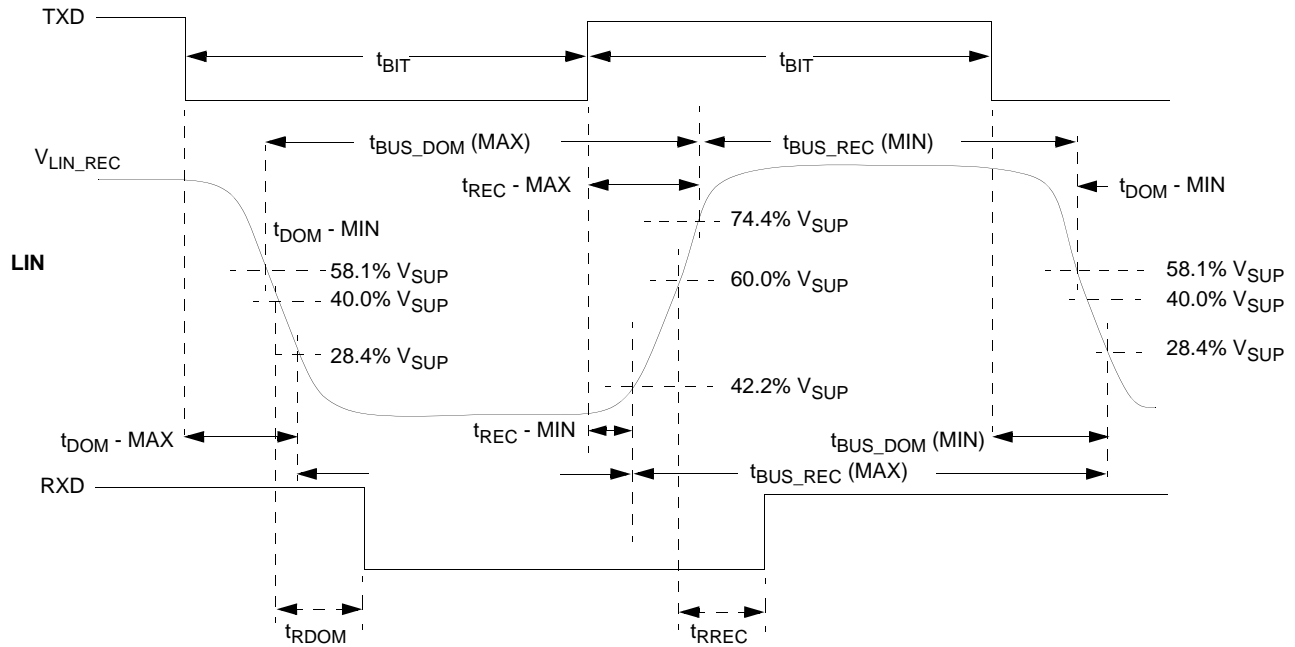 TXD
tBIT
tBIT
tBUS_DOM (MAX)
tBUS_REC (MIN)
VLIN_REC
tREC - MAX
tDOM - MIN
74.4% VSUP
tDOM - MIN
LIN
58.1% VSUP
60.0% VSUP
58.1% VSUP
40.0% VSUP
40.0% VSUP
28.4% VSUP
28.4% VSUP
42.2% VSUP
tDOM - MAX
tREC - MIN
tBUS_DOM (MIN)
tBUS_REC (MAX)
RXD
tRDOM
tRREC